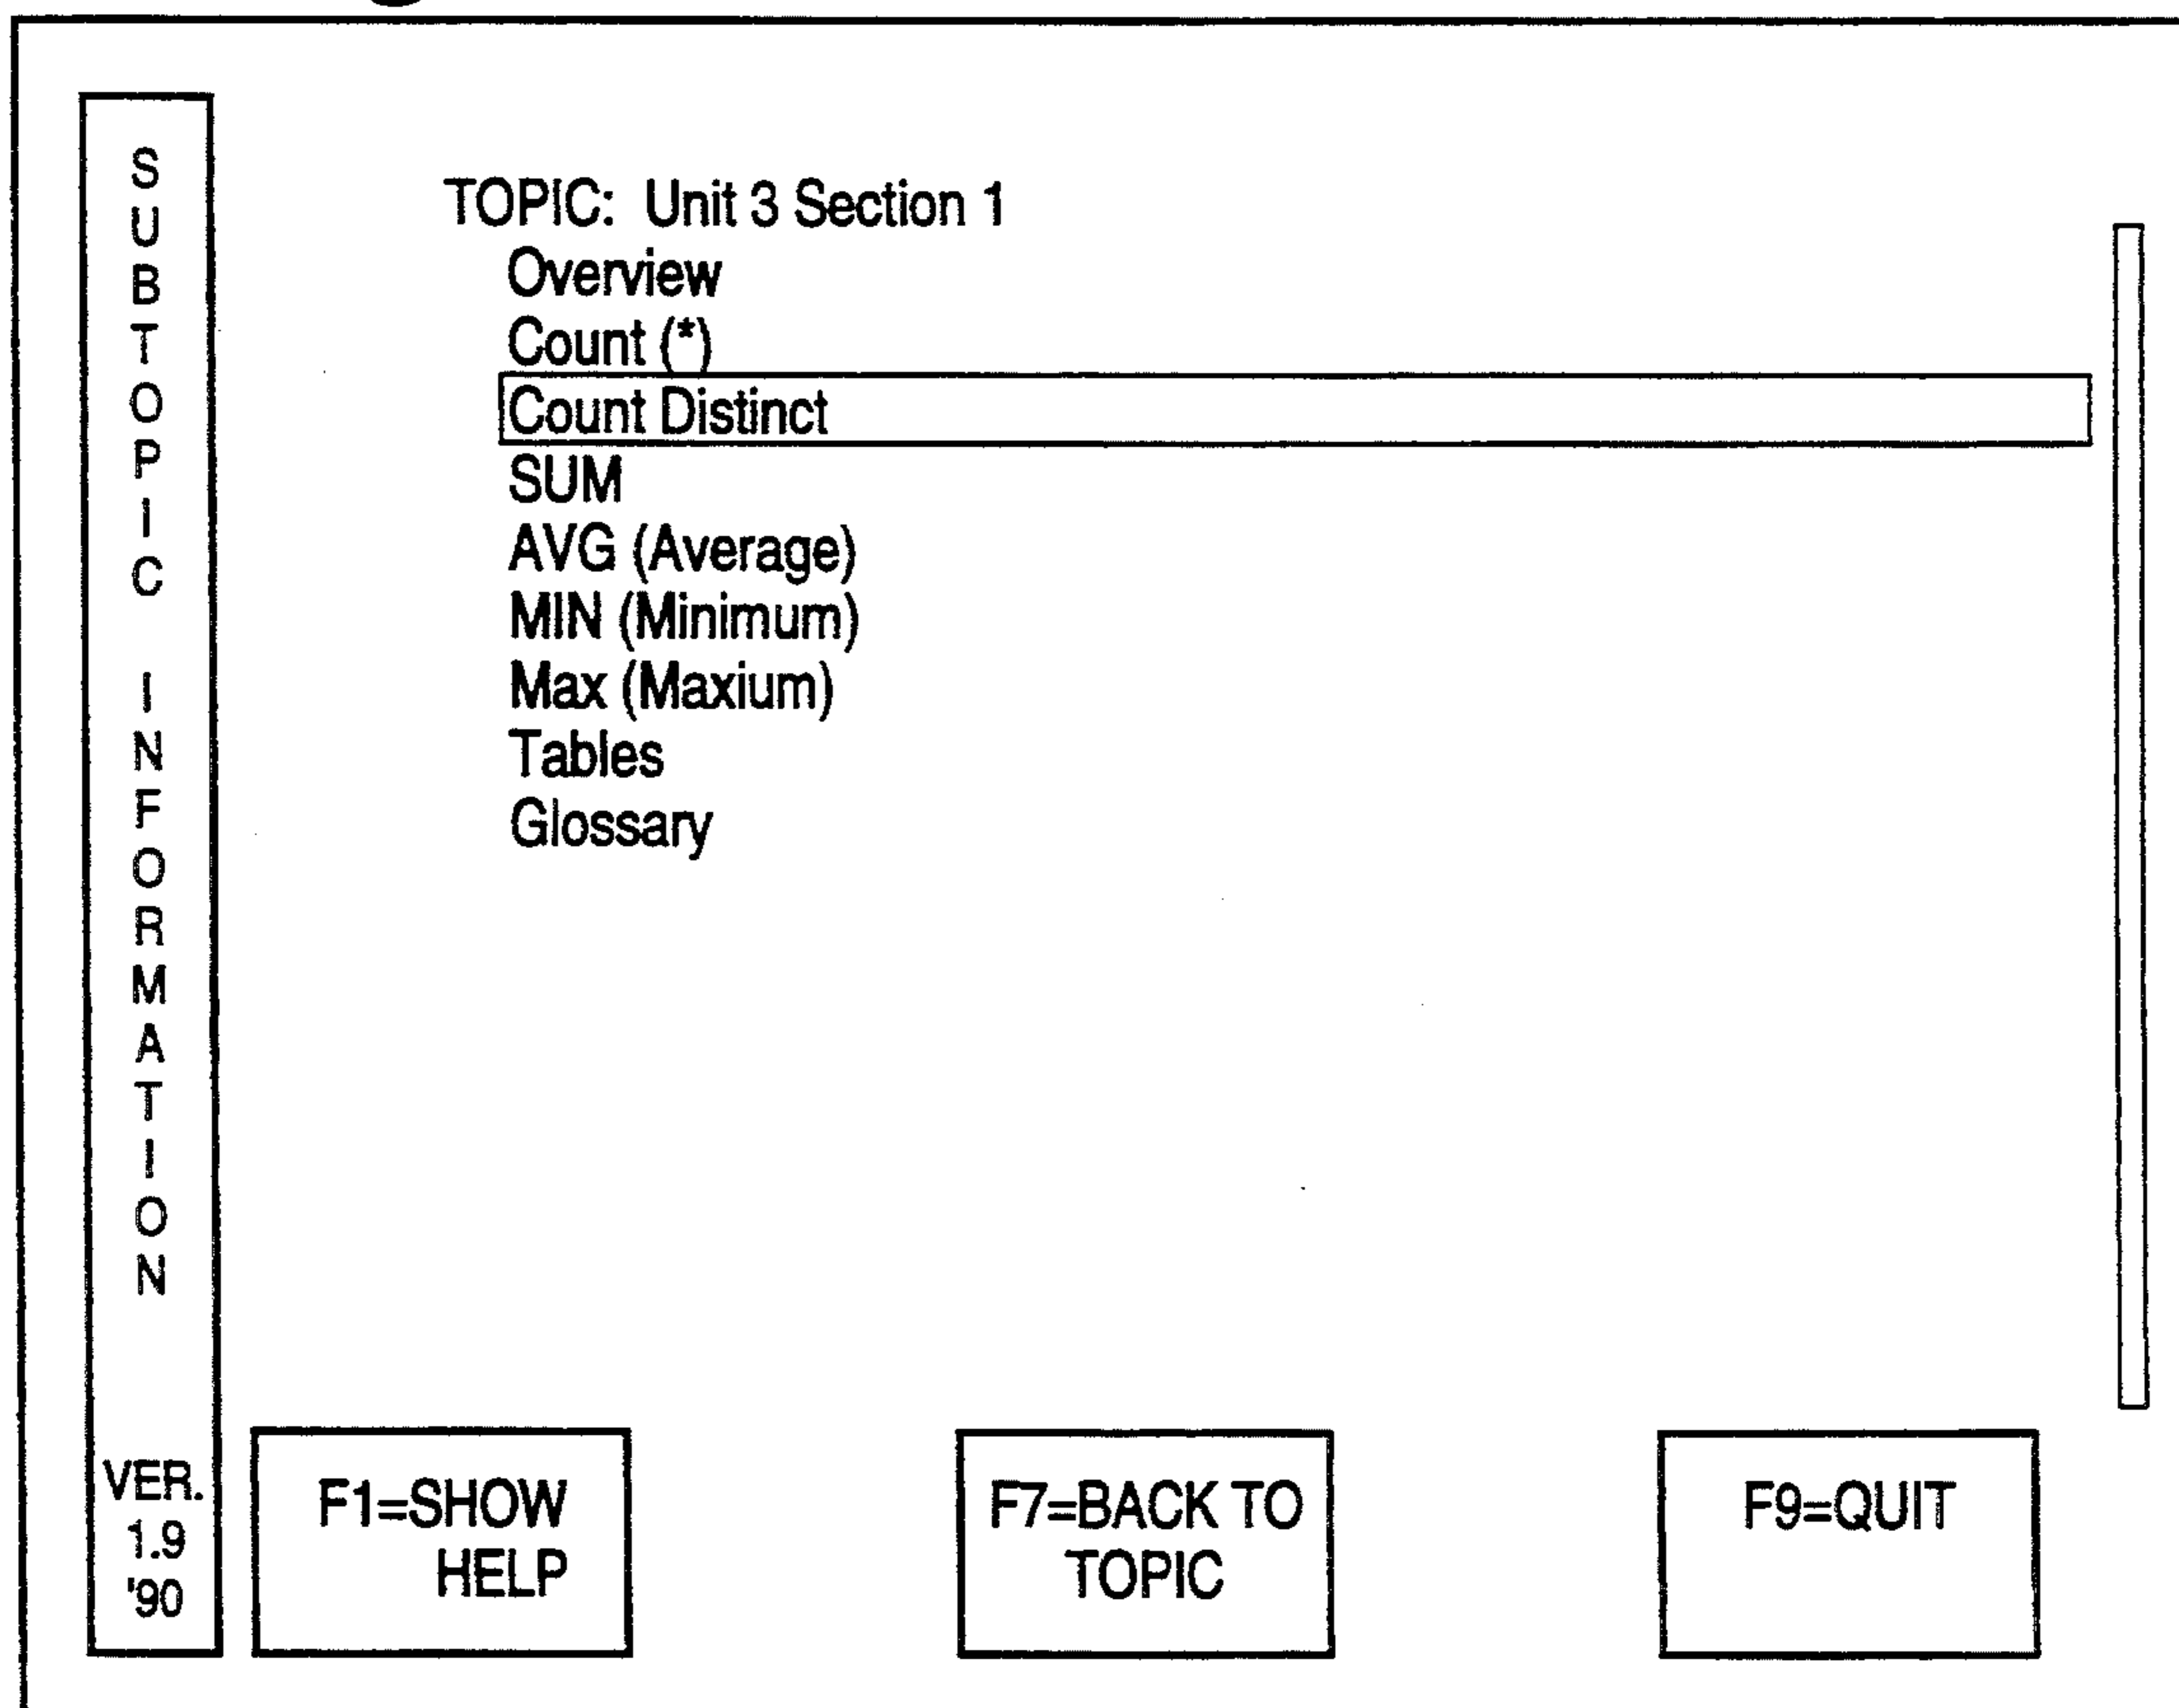 SUBTOPIC INFORMATION
VER.
1.9
'90
TOPIC: Unit 3 Section 1
Overview
Count (*)
Count Distinct
SUM
AVG (Average)
MIN (Minimum)
Max (Maxium)
Tables
Glossary
F1=SHOW
HELP
F7=BACK TO
TOPIC
F9=QUIT